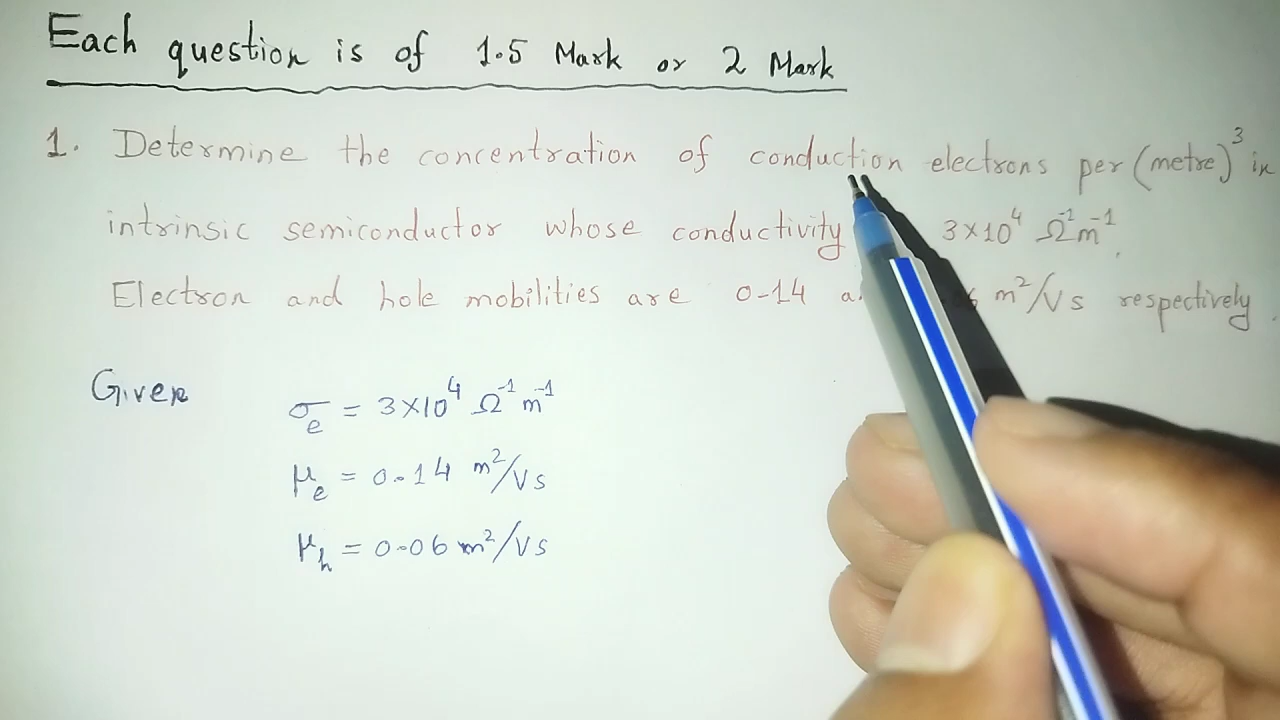 Each question is of 1.5 Mark or 2 Mark
1. Determine the concentration of conduction electrons per (metre)³ in
intrinsic semiconductor whose conductivity 3×10⁴ Ω⁻¹m⁻¹.
Electron and hole mobilities are 0.14 m²/Vs respectively.
Given
σₑ = 3×10⁴ Ω⁻¹ m⁻¹
μₑ = 0.14 m²/Vs
μₕ = 0.06 m²/Vs